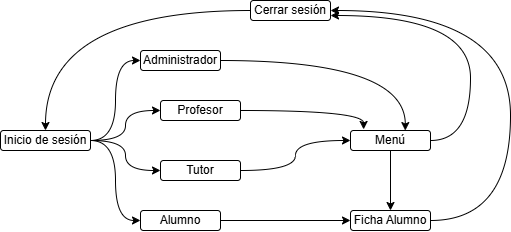 Cerrar sesión
Administrador
Profesor
Inicio de sesión
Menú
Tutor
Alumno
Ficha Alumno